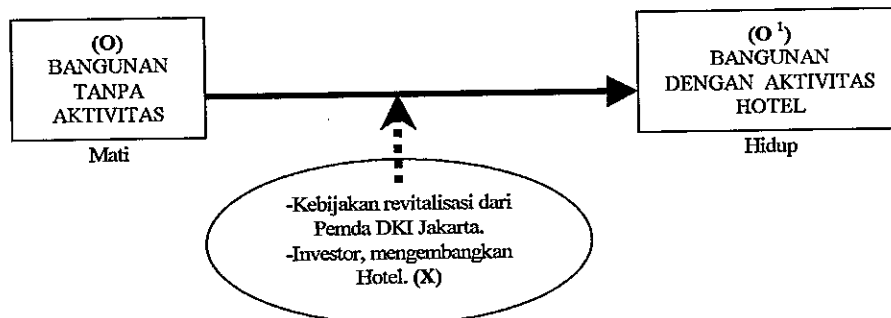 (O)
BANGUNAN
TANPA
AKTIVITAS
Mati
(O¹)
BANGUNAN
DENGAN AKTIVITAS
HOTEL
Hidup
-Kebijakan revitalisasi dari
Pemda DKI Jakarta.
-Investor, mengembangkan
Hotel. (X)